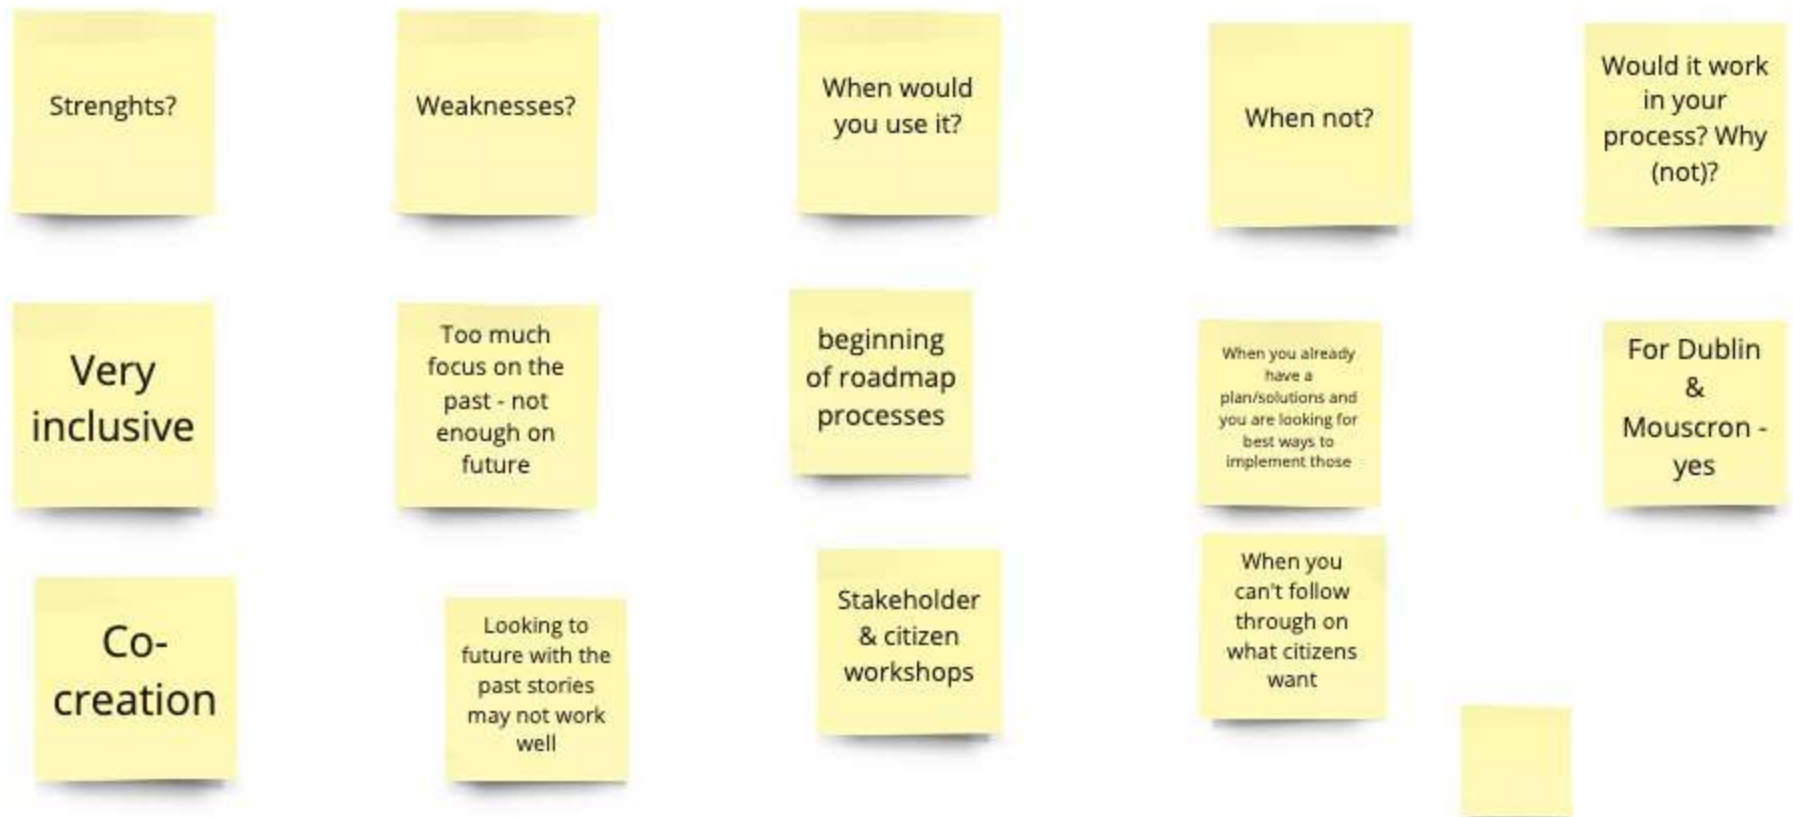 Strenghts?
Weaknesses?
When would
you use it?
When not?
Would it work
in your
process? Why
(not)?
Very
inclusive
Too much
focus on the
past - not
enough on
future
beginning
of roadmap
processes
When you already
have a
plan/solutions and
you are looking for
best ways to
implement those
For Dublin
&
Mouscron -
yes
Co-
creation
Looking to
future with the
past stories
may not work
well
Stakeholder
& citizen
workshops
When you
can't follow
through on
what citizens
want